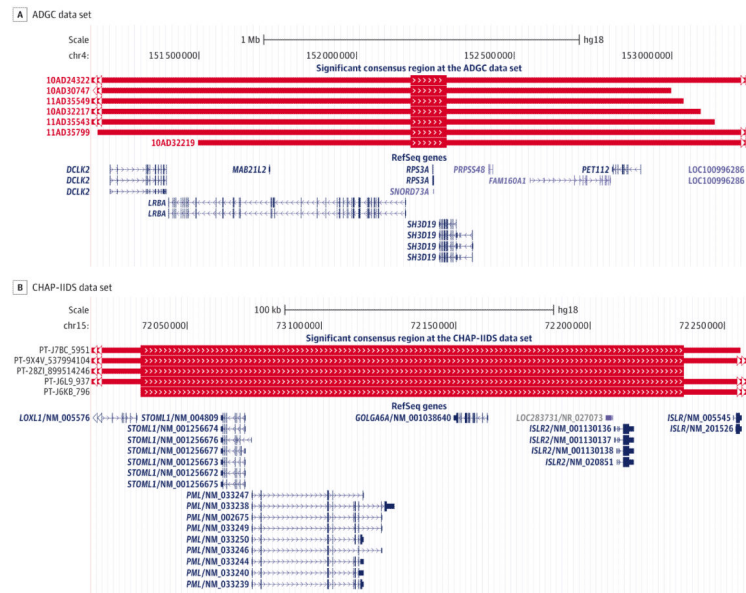 A ADGC data set
Scale 1 Mb hg18
chr4: 151500000| 152000000| 152500000| 153000000|
Significant consensus region at the ADGC data set
10AD24322
10AD30747
11AD35549
10AD32217
11AD35543
11AD35799
10AD32219
RefSeq genes
DCLK2 MAB21L2 RPS3A PRPSS48 PET112 LOC100996286
DCLK2 RPS3A FAM160A1 LOC100996286
DCLK2 SNORD73A
LRBA
LRBA
SH3D19
SH3D19
SH3D19
SH3D19
B CHAP-IIDS data set
Scale 100 kb hg18
chr15: 72050000| 73100000| 72150000| 72200000| 72250000|
Significant consensus region at the CHAP-IIDS data set
PT-J7BC_5951
PT-9X4V_537994104
PT-28ZI_899514246
PT-J6L9_937
PT-J6KB_796
RefSeq genes
LOXL1/NM_005576 STOML1/NM_004809 GOLGA6A/NM_001038640 LOC283731/NR_027073 ISLR/NM_005545
STOML1/NM_001256674 ISLR2/NM_001130136 ISLR/NM_201526
STOML1/NM_001256676 ISLR2/NM_001130137
STOML1/NM_001256677 ISLR2/NM_001130138
STOML1/NM_001256673 ISLR2/NM_020851
STOML1/NM_001256672
STOML1/NM_001256675
PML/NM_033247
PML/NM_033238
PML/NM_002675
PML/NM_033249
PML/NM_033250
PML/NM_033246
PML/NM_033244
PML/NM_033240
PML/NM_033239